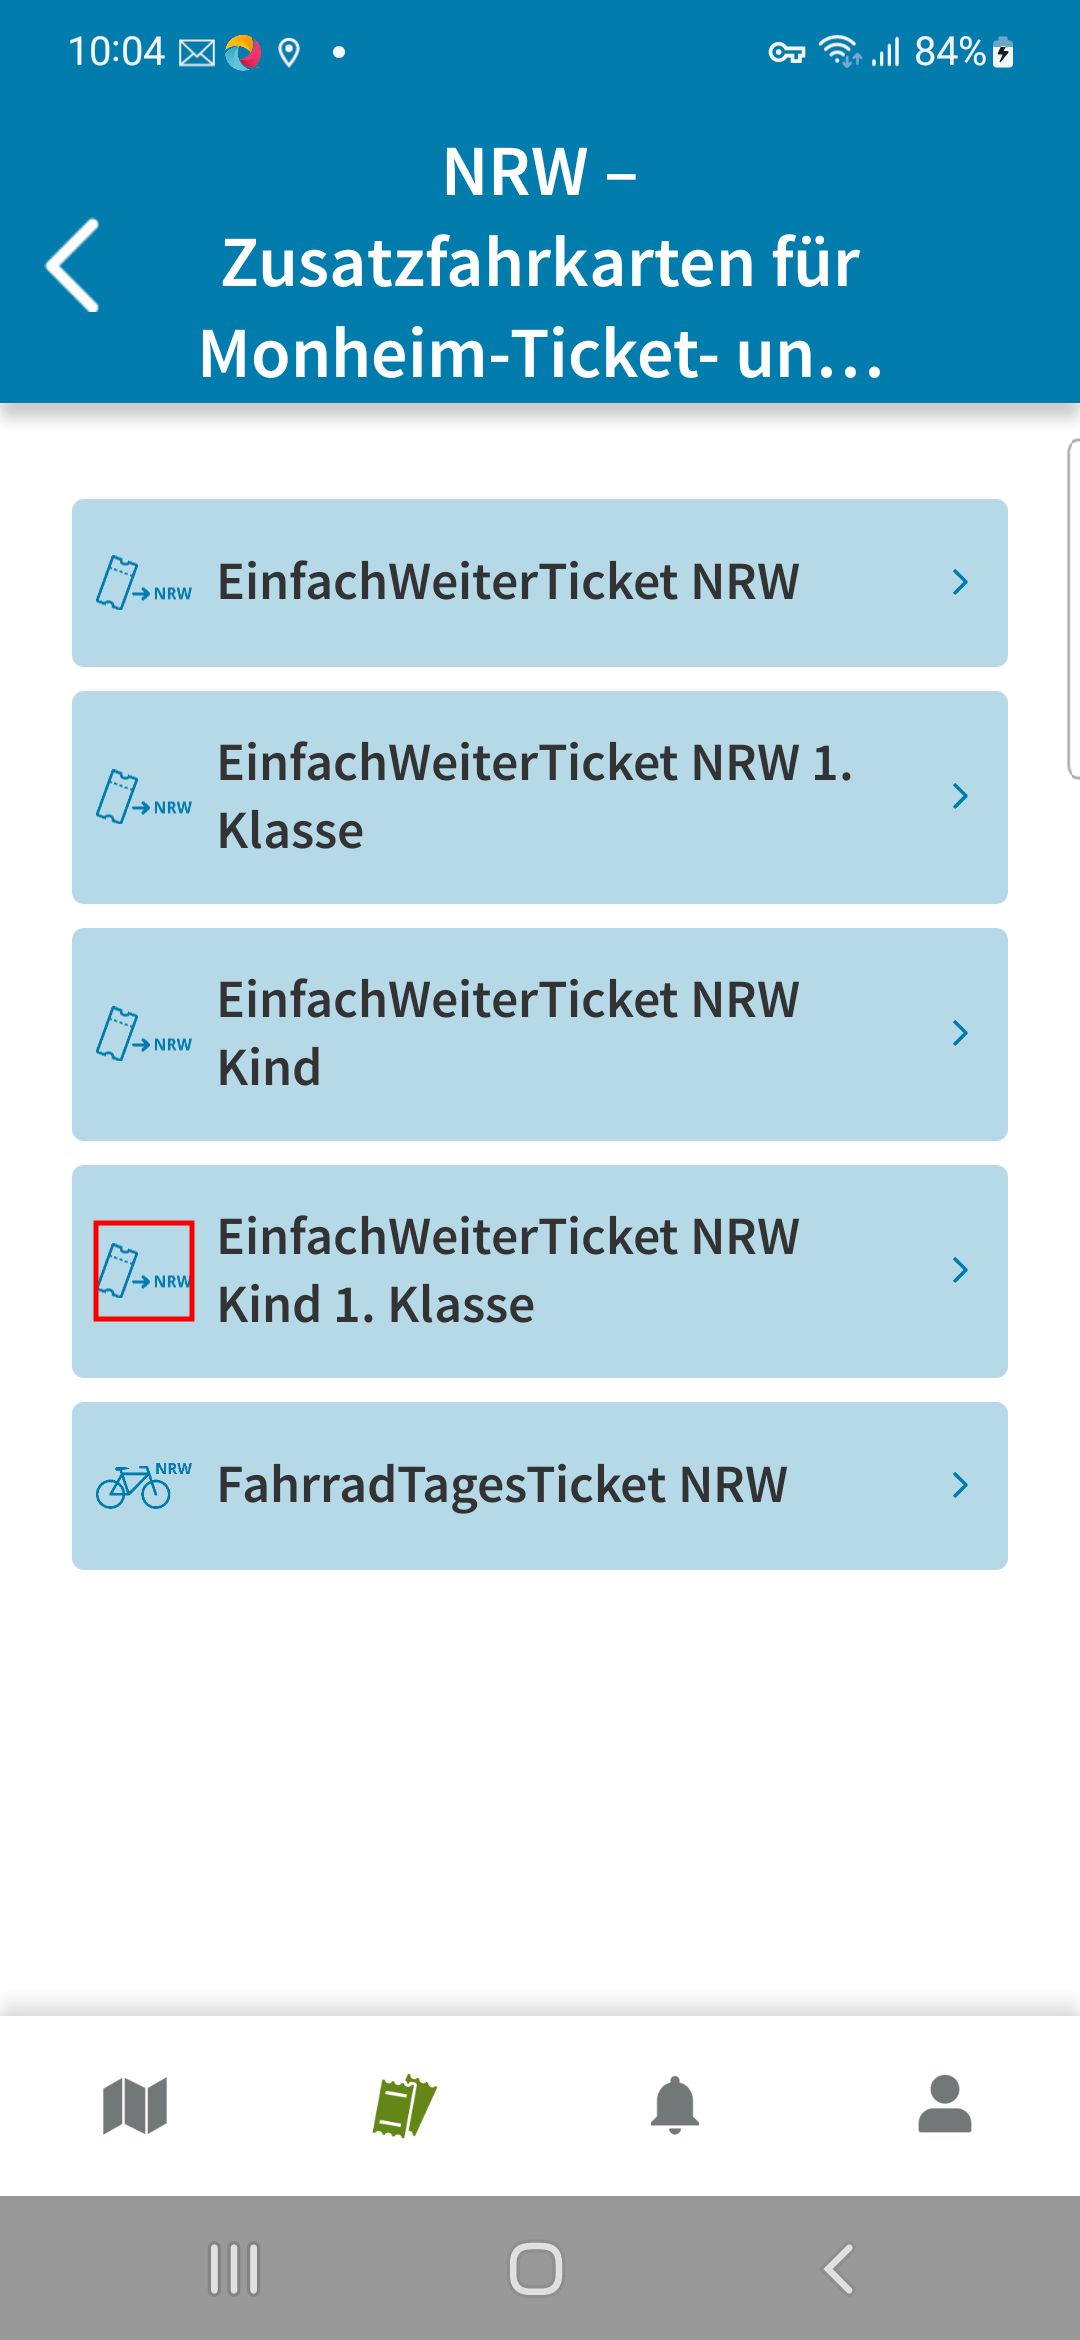 10:04
84%
NRW –
Zusatzfahrkarten für
Monheim-Ticket- un...
NRW
EinfachWeiterTicket NRW
NRW
EinfachWeiterTicket NRW 1.
Klasse
NRW
EinfachWeiterTicket NRW
Kind
NRW
EinfachWeiterTicket NRW
Kind 1. Klasse
NRW
FahrradTagesTicket NRW